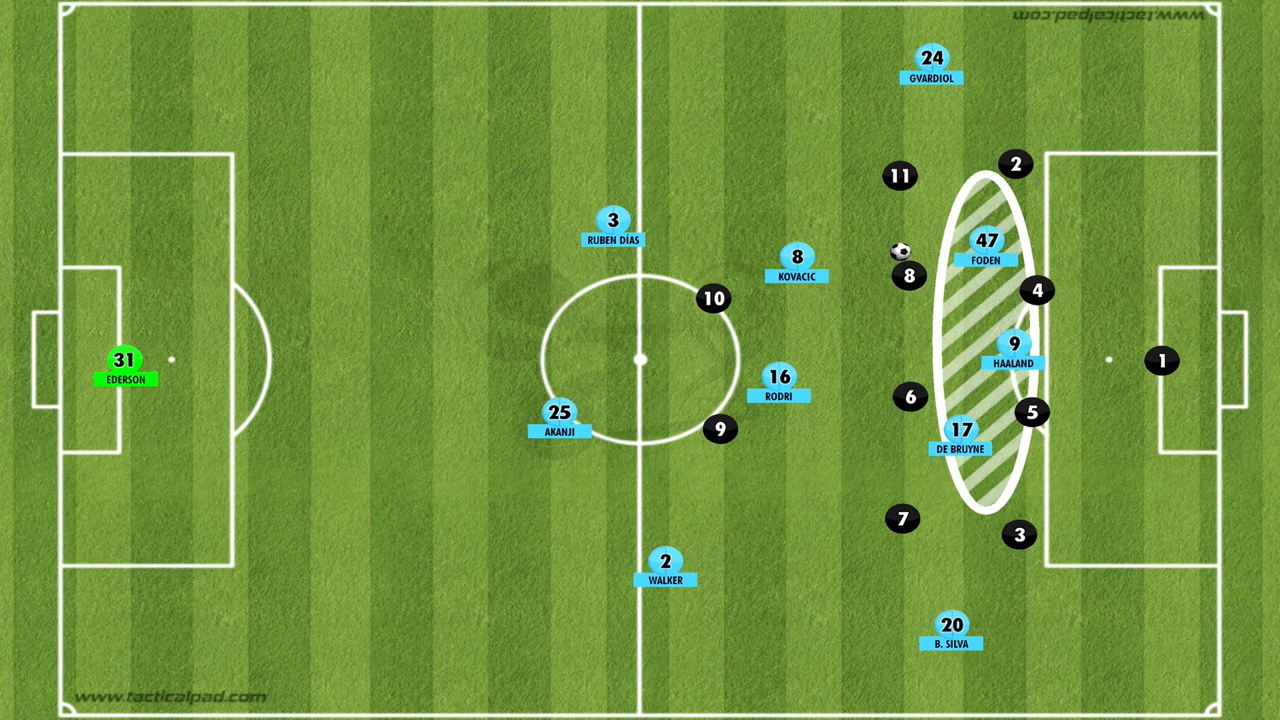 www.tacticalpad.com
24
GVARDIOL
2
11
3
RUBEN DÍAS
47
FODEN
8
KOVACIC
8
4
10
9
HAALAND
31
EDERSON
1
16
RODRI
6
25
AKANJI
5
9
17
DE BRUYNE
7
3
2
WALKER
20
B. SILVA
www.tacticalpad.com